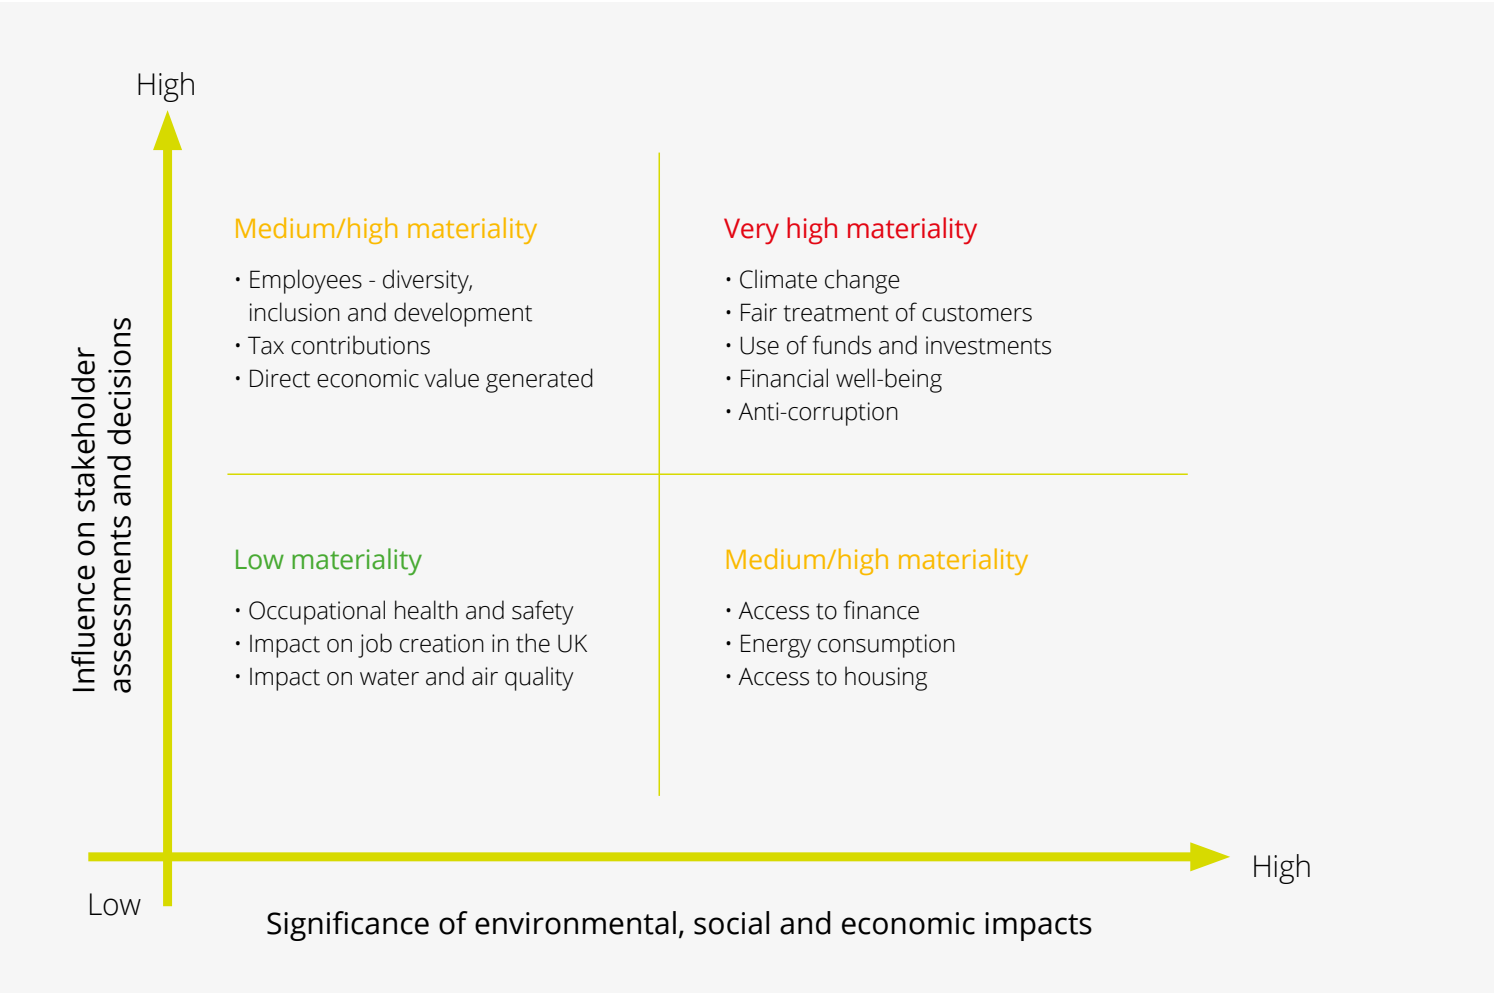 High
Influence on stakeholder
assessments and decisions
Medium/high materiality
• Employees - diversity,
inclusion and development
• Tax contributions
• Direct economic value generated
Very high materiality
• Climate change
• Fair treatment of customers
• Use of funds and investments
• Financial well-being
• Anti-corruption
Low materiality
• Occupational health and safety
• Impact on job creation in the UK
• Impact on water and air quality
Medium/high materiality
• Access to finance
• Energy consumption
• Access to housing
High
Low
Significance of environmental, social and economic impacts